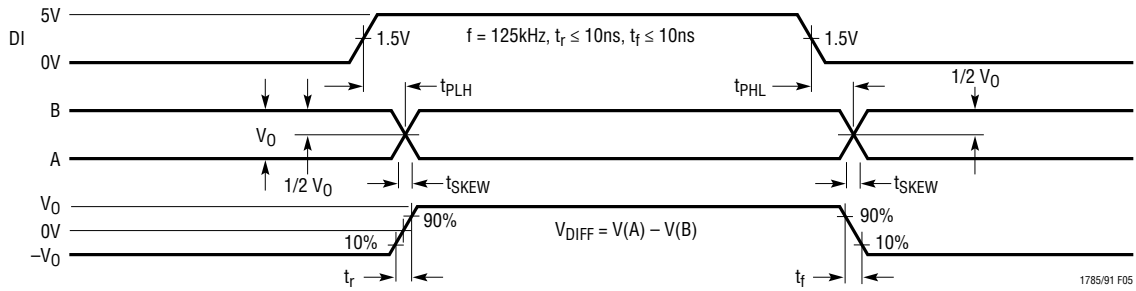 5V
DI
1.5V
f = 125kHz, tr ≤ 10ns, tf ≤ 10ns
1.5V
0V
tPLH
tPHL
1/2 VO
B
VO
A
1/2 VO
tSKEW
tSKEW
VO
90%
90%
0V
VDIFF = V(A) – V(B)
10%
10%
–VO
tr
tf
1785/91 F05